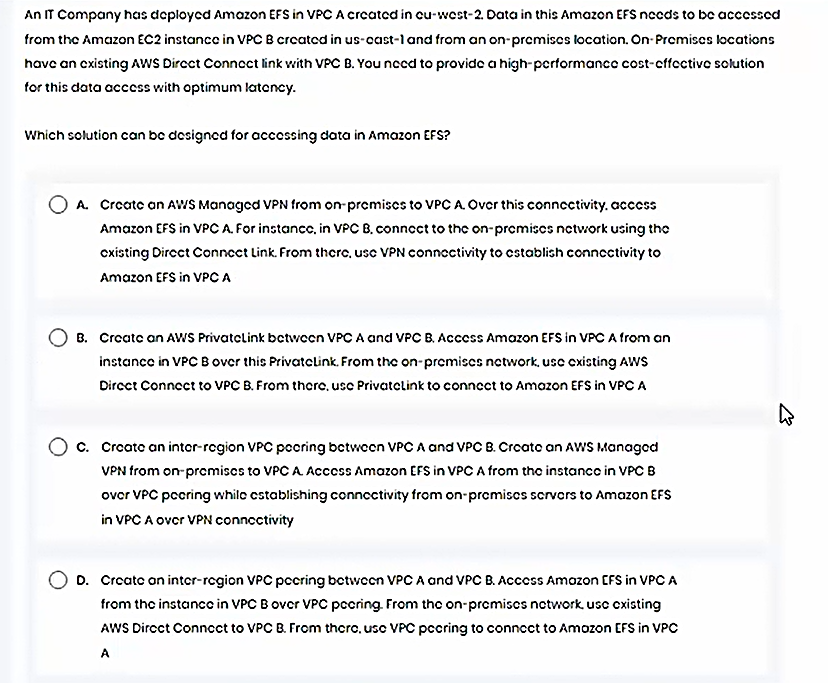 An IT Company has deployed Amazon EFS in VPC A created in eu-west-2. Data in this Amazon EFS needs to be accessed
from the Amazon EC2 instance in VPC B created in us-east-1 and from an on-premises location. On-Premises locations
have an existing AWS Direct Connect link with VPC B. You need to provide a high-performance cost-effective solution
for this data access with optimum latency.
Which solution can be designed for accessing data in Amazon EFS?
A. Create an AWS Managed VPN from on-premises to VPC A. Over this connectivity, access
Amazon EFS in VPC A. For instance, in VPC B, connect to the on-premises network using the
existing Direct Connect Link. From there, use VPN connectivity to establish connectivity to
Amazon EFS in VPC A
B. Create an AWS PrivateLink between VPC A and VPC B. Access Amazon EFS in VPC A from an
instance in VPC B over this PrivateLink. From the on-premises network, use existing AWS
Direct Connect to VPC B. From there, use PrivateLink to connect to Amazon EFS in VPC A
C. Create an inter-region VPC peering between VPC A and VPC B. Create an AWS Managed
VPN from on-premises to VPC A. Access Amazon EFS in VPC A from the instance in VPC B
over VPC peering while establishing connectivity from on-premises servers to Amazon EFS
in VPC A over VPN connectivity
D. Create an inter-region VPC peering between VPC A and VPC B. Access Amazon EFS in VPC A
from the instance in VPC B over VPC peering. From the on-premises network, use existing
AWS Direct Connect to VPC B. From there, use VPC peering to connect to Amazon EFS in VPC
A